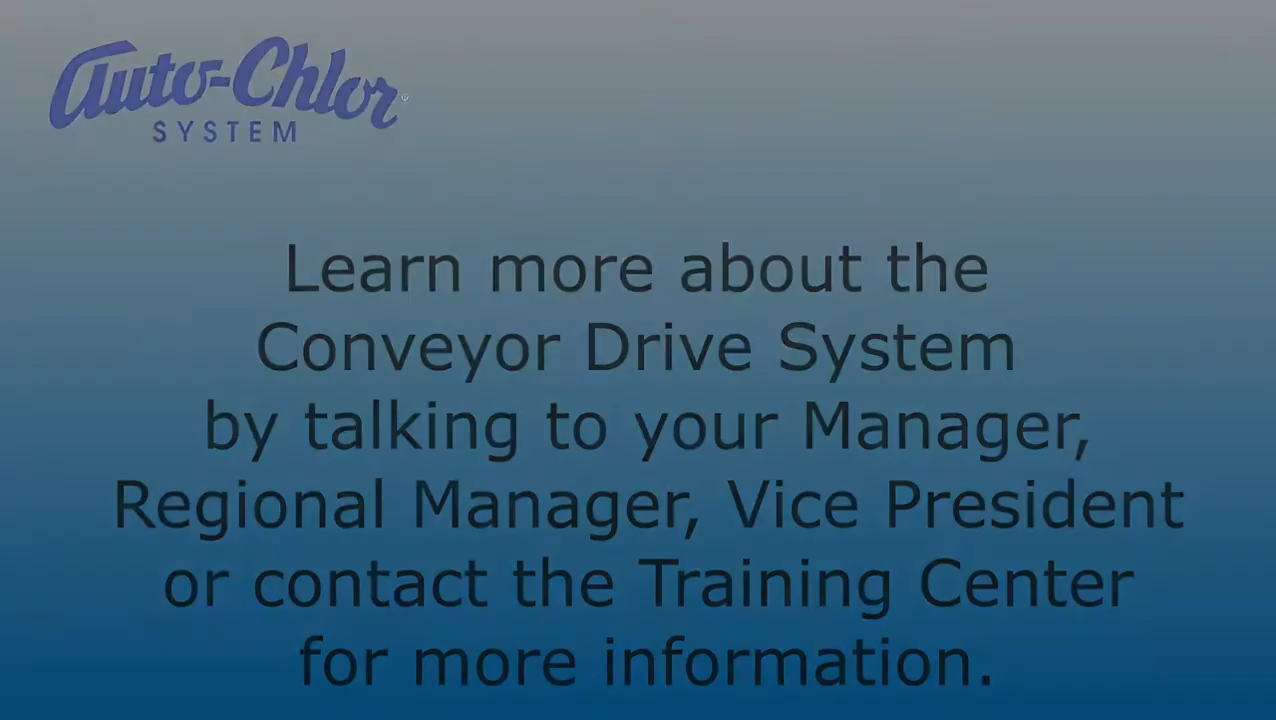 Auto-Chlor®
SYSTEM
Learn more about the
Conveyor Drive System
by talking to your Manager,
Regional Manager, Vice President
or contact the Training Center
for more information.